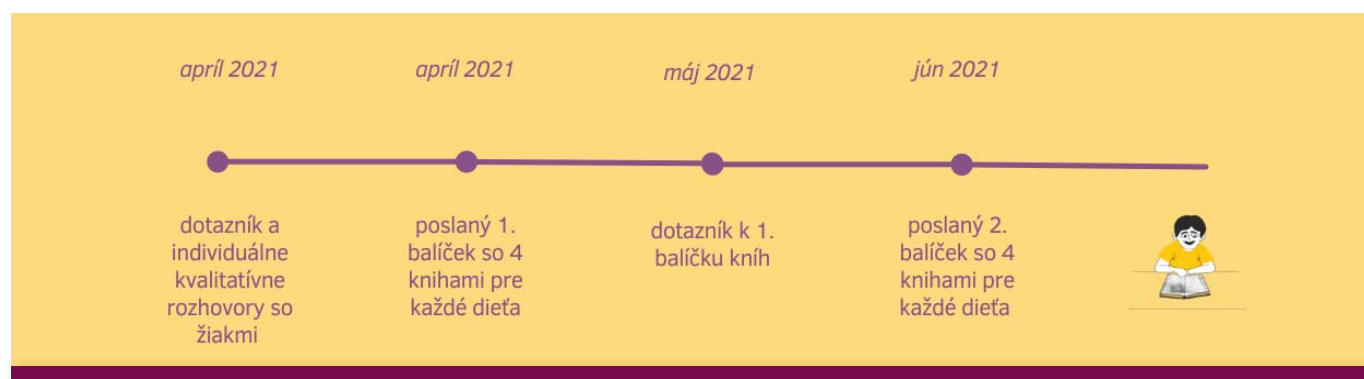 apríl 2021
apríl 2021
máj 2021
jún 2021
dotazník a
individuálne
kvalitatívne
rozhovory so
žiakmi
poslaný 1.
balíček so 4
knihami pre
každé dieťa
dotazník k 1.
balíčku kníh
poslaný 2.
balíček so 4
knihami pre
každé dieťa